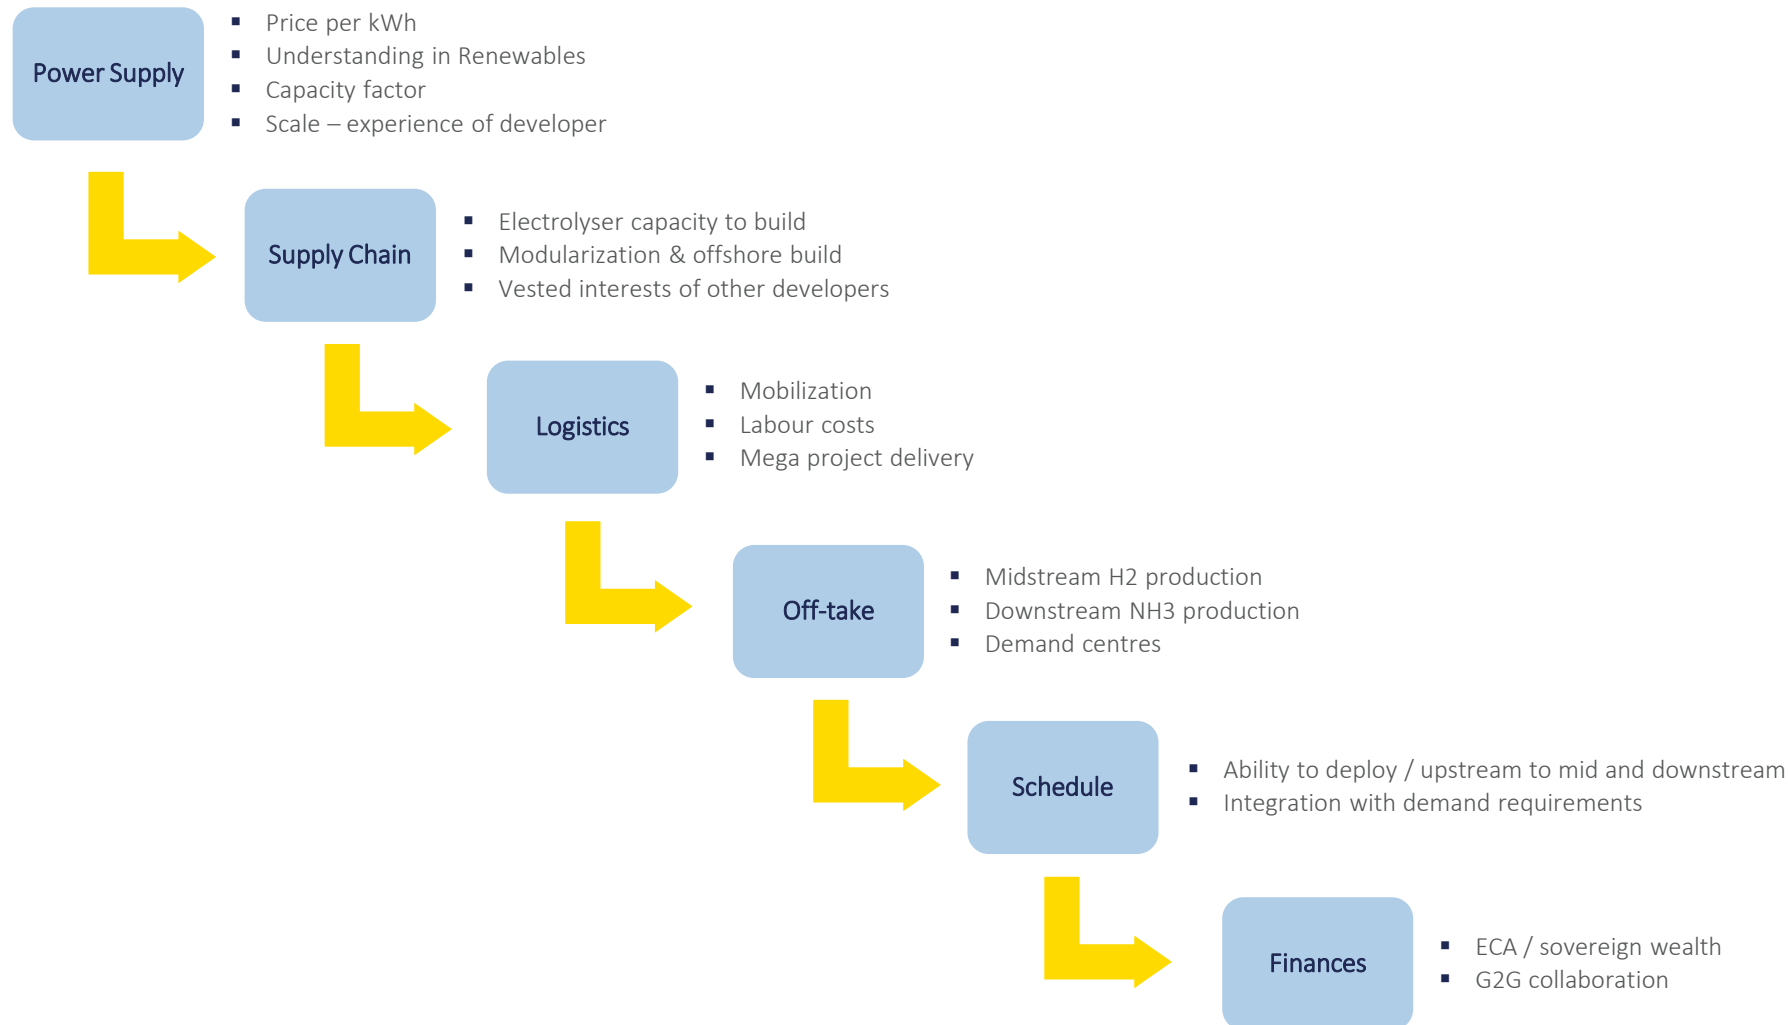 Power Supply
▪ Price per kWh
▪ Understanding in Renewables
▪ Capacity factor
▪ Scale – experience of developer
Supply Chain
▪ Electrolyser capacity to build
▪ Modularization & offshore build
▪ Vested interests of other developers
Logistics
▪ Mobilization
▪ Labour costs
▪ Mega project delivery
Off-take
▪ Midstream H2 production
▪ Downstream NH3 production
▪ Demand centres
Schedule
▪ Ability to deploy / upstream to mid and downstream
▪ Integration with demand requirements
Finances
▪ ECA / sovereign wealth
▪ G2G collaboration